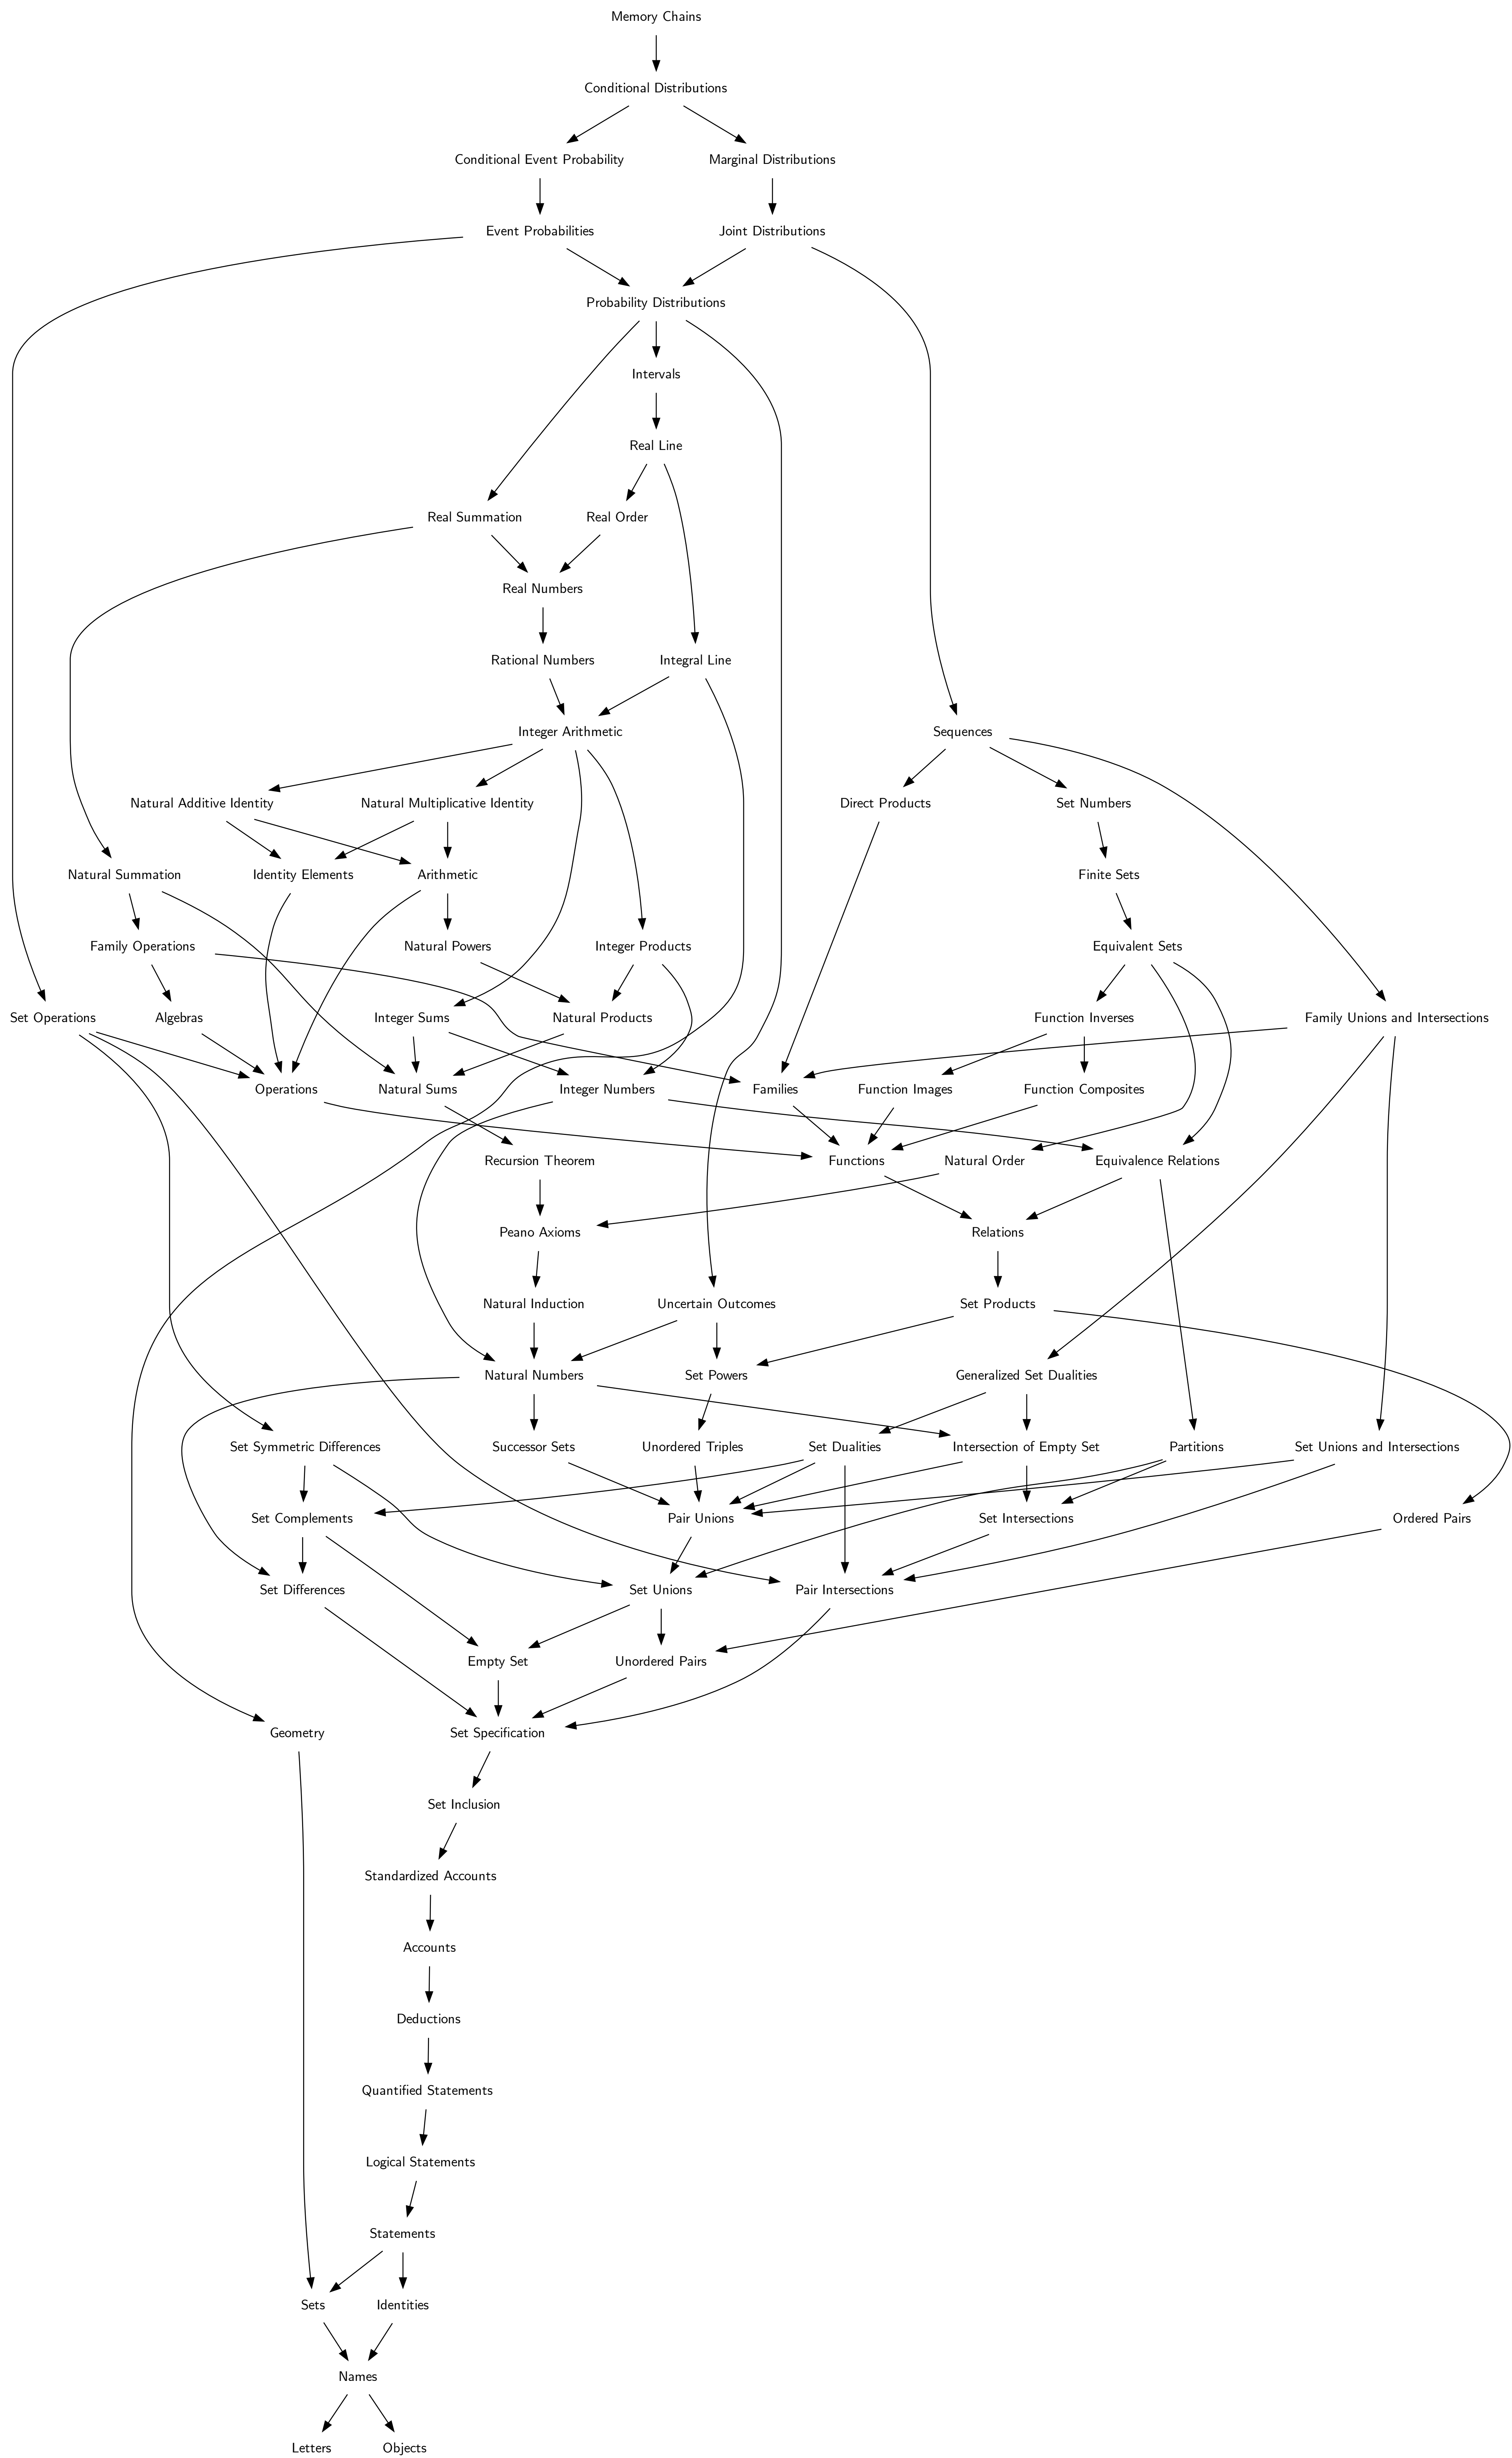 Memory Chains
Conditional Distributions
Conditional Event Probability
Marginal Distributions
Event Probabilities
Joint Distributions
Probability Distributions
Intervals
Real Line
Real Summation
Real Order
Real Numbers
Rational Numbers
Integral Line
Integer Arithmetic
Sequences
Natural Additive Identity
Natural Multiplicative Identity
Direct Products
Set Numbers
Natural Summation
Identity Elements
Arithmetic
Finite Sets
Family Operations
Natural Powers
Integer Products
Equivalent Sets
Set Operations
Algebras
Integer Sums
Natural Products
Function Inverses
Family Unions and Intersections
Operations
Natural Sums
Integer Numbers
Families
Function Images
Function Composites
Recursion Theorem
Functions
Natural Order
Equivalence Relations
Peano Axioms
Relations
Natural Induction
Uncertain Outcomes
Set Products
Natural Numbers
Set Powers
Generalized Set Dualities
Set Symmetric Differences
Successor Sets
Unordered Triples
Set Dualities
Intersection of Empty Set
Partitions
Set Unions and Intersections
Set Complements
Pair Unions
Set Intersections
Ordered Pairs
Set Differences
Set Unions
Pair Intersections
Empty Set
Unordered Pairs
Geometry
Set Specification
Set Inclusion
Standardized Accounts
Accounts
Deductions
Quantified Statements
Logical Statements
Statements
Sets
Identities
Names
Letters
Objects